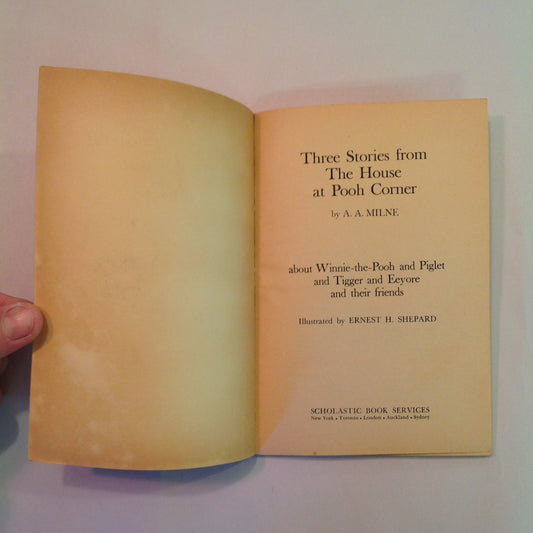 Three Stories from
The House
at Pooh Corner
by A. A. MILNE
about Winnie-the-Pooh and Piglet
and Tigger and Eeyore
and their friends
Illustrated by ERNEST H. SHEPARD
SCHOLASTIC BOOK SERVICES
New York • Toronto • London • Auckland • Sydney